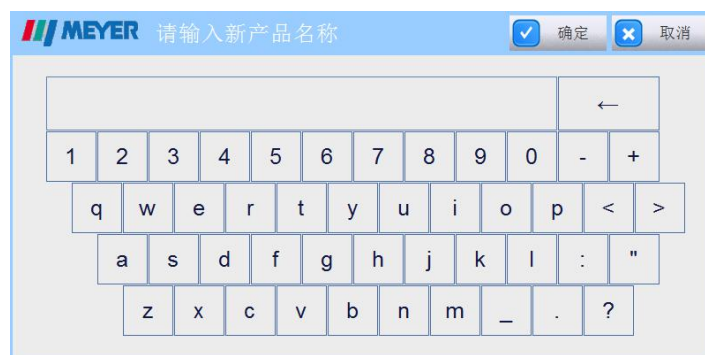 MEYER 请输入新产品名称 确定 取消
←
1 2 3 4 5 6 7 8 9 0 - +
q w e r t y u i o p < >
a s d f g h j k l : "
z x c v b n m _ . ?